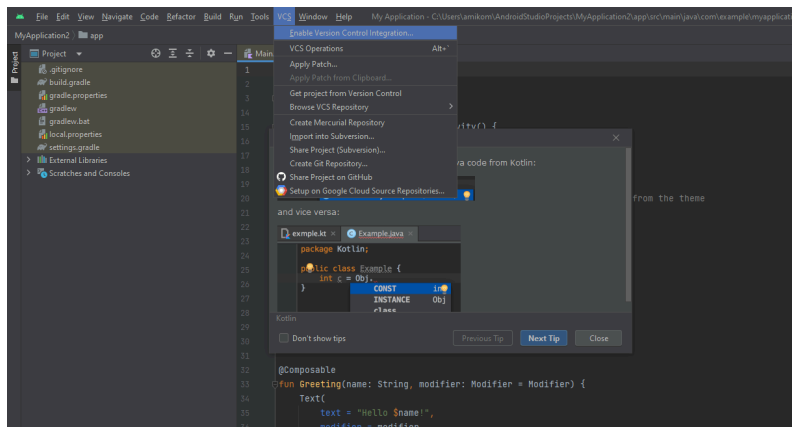 File Edit View Navigate Code Refactor Build Run Tools VCS Window Help My Application - C:\Users\amikom\AndroidStudioProjects\MyApplication2\app\src\main\java\com\example\myapplica
MyApplication2 app
Project
Project
Main
.gitignore
build.gradle
gradle.properties
gradlew
gradlew.bat
local.properties
settings.gradle
External Libraries
Scratches and Consoles
Enable Version Control Integration...
VCS Operations Alt+`
Apply Patch...
Apply Patch from Clipboard...
Get project from Version Control
Browse VCS Repository
Create Mercurial Repository
Import into Subversion...
Share Project (Subversion)...
Create Git Repository...
Share Project on GitHub
Setup on Google Cloud Source Repositories...
1
2
3
14
15 vity() {
16
17 va code from Kotlin:
18
19
20 from the theme
21 and vice versa:
22
23 exmple.kt Example.java
24 package Kotlin;
25 public class Example {
26 int c = Obj.
27 } CONST in
28 INSTANCE Obj
class
29 Kotlin
30 Don't show tips Previous Tip Next Tip Close
31
32 @Composable
33 fun Greeting(name: String, modifier: Modifier = Modifier) {
34 Text(
35 text = "Hello $name!",
modifier = modifier